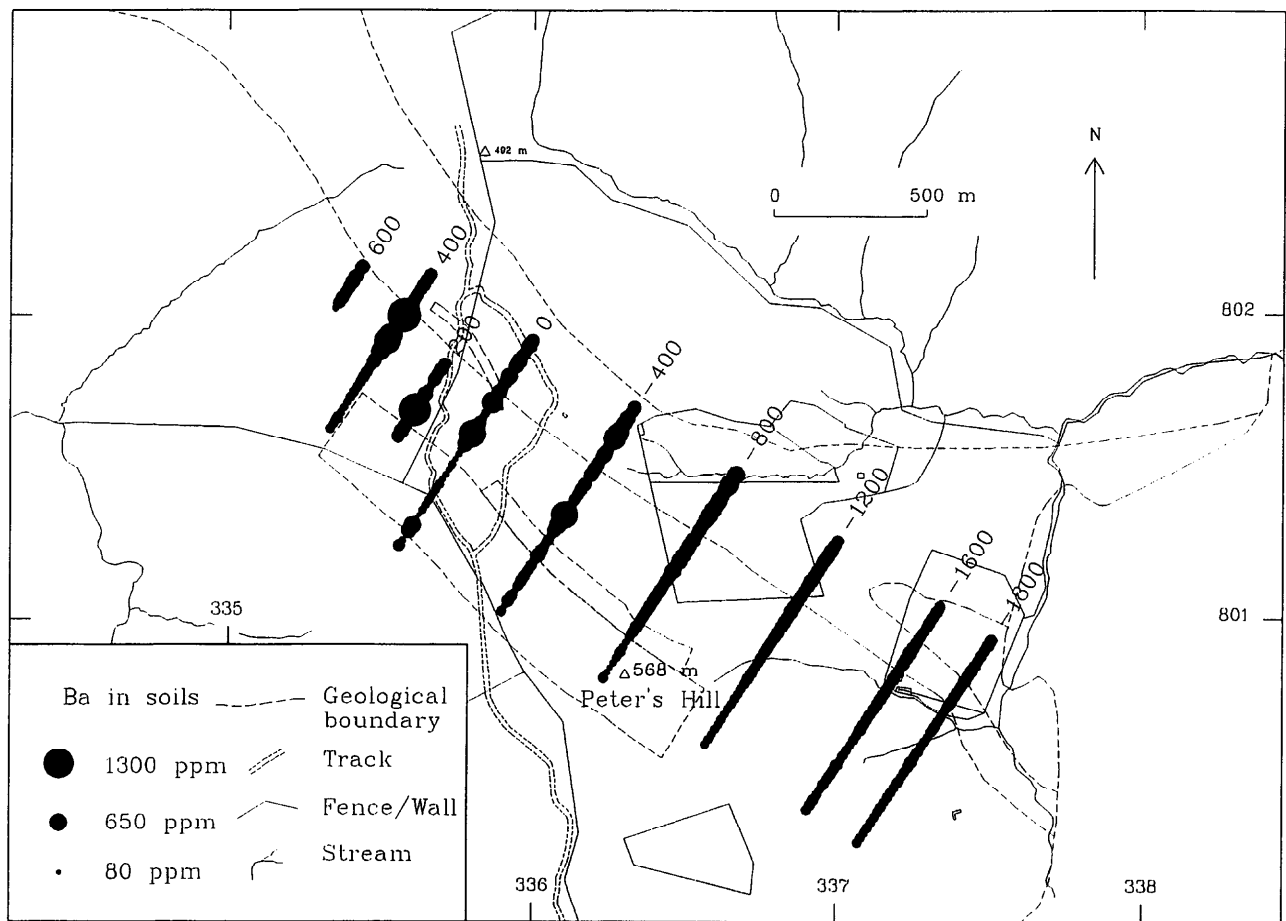 492 m
N
0 500 m
600
400
0
-400
-800
-1200
-1600
-1800
802
801
335
336
337
338
568 m
Peter's Hill
Ba in soils
1300 ppm
650 ppm
80 ppm
Geological
boundary
Track
Fence/Wall
Stream